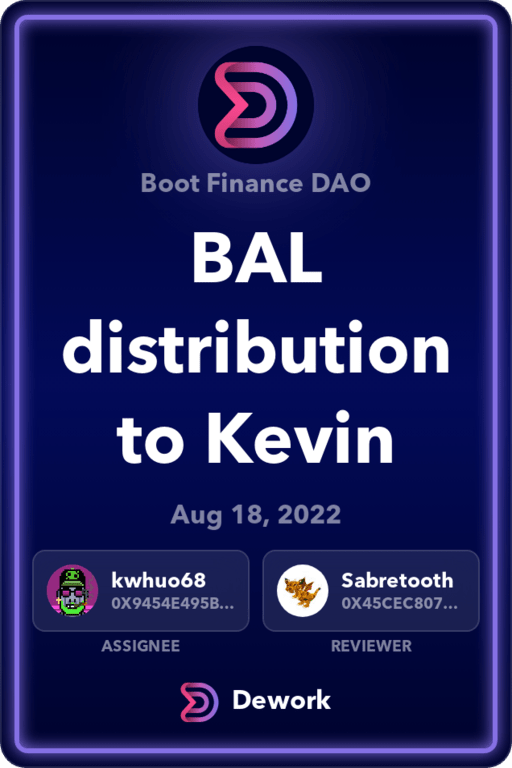 Boot Finance DAO
BAL
distribution
to Kevin
Aug 18, 2022
kwhuo68
0X9454E495B...
ASSIGNEE
Sabretooth
0X45CEC807...
REVIEWER
Dework